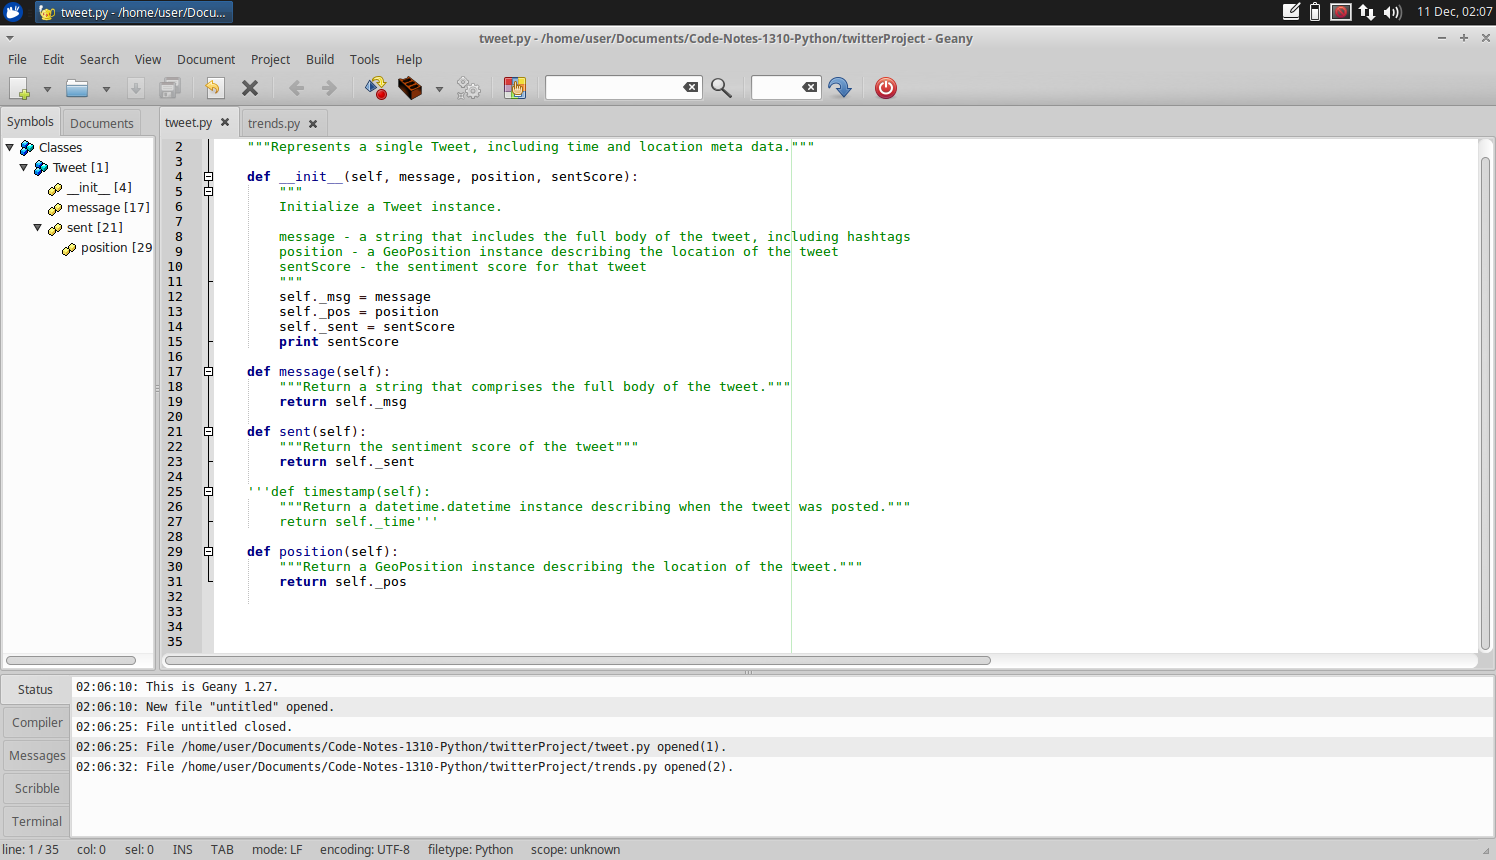 tweet.py - /home/user/Docu...
11 Dec, 02:07
tweet.py - /home/user/Documents/Code-Notes-1310-Python/twitterProject - Geany
File Edit Search View Document Project Build Tools Help
Symbols Documents
tweet.py trends.py
Classes
Tweet [1]
__init__ [4]
message [17]
sent [21]
position [29
2 """Represents a single Tweet, including time and location meta data."""
3
4 def __init__(self, message, position, sentScore):
5 """
6 Initialize a Tweet instance.
7
8 message - a string that includes the full body of the tweet, including hashtags
9 position - a GeoPosition instance describing the location of the tweet
10 sentScore - the sentiment score for that tweet
11 """
12 self._msg = message
13 self._pos = position
14 self._sent = sentScore
15 print sentScore
16
17 def message(self):
18 """Return a string that comprises the full body of the tweet."""
19 return self._msg
20
21 def sent(self):
22 """Return the sentiment score of the tweet"""
23 return self._sent
24
25 '''def timestamp(self):
26 """Return a datetime.datetime instance describing when the tweet was posted."""
27 return self._time'''
28
29 def position(self):
30 """Return a GeoPosition instance describing the location of the tweet."""
31 return self._pos
32
33
34
35
Status
Compiler
Messages
Scribble
Terminal
02:06:10: This is Geany 1.27.
02:06:10: New file "untitled" opened.
02:06:25: File untitled closed.
02:06:25: File /home/user/Documents/Code-Notes-1310-Python/twitterProject/tweet.py opened(1).
02:06:32: File /home/user/Documents/Code-Notes-1310-Python/twitterProject/trends.py opened(2).
line: 1 / 35 col: 0 sel: 0 INS TAB mode: LF encoding: UTF-8 filetype: Python scope: unknown